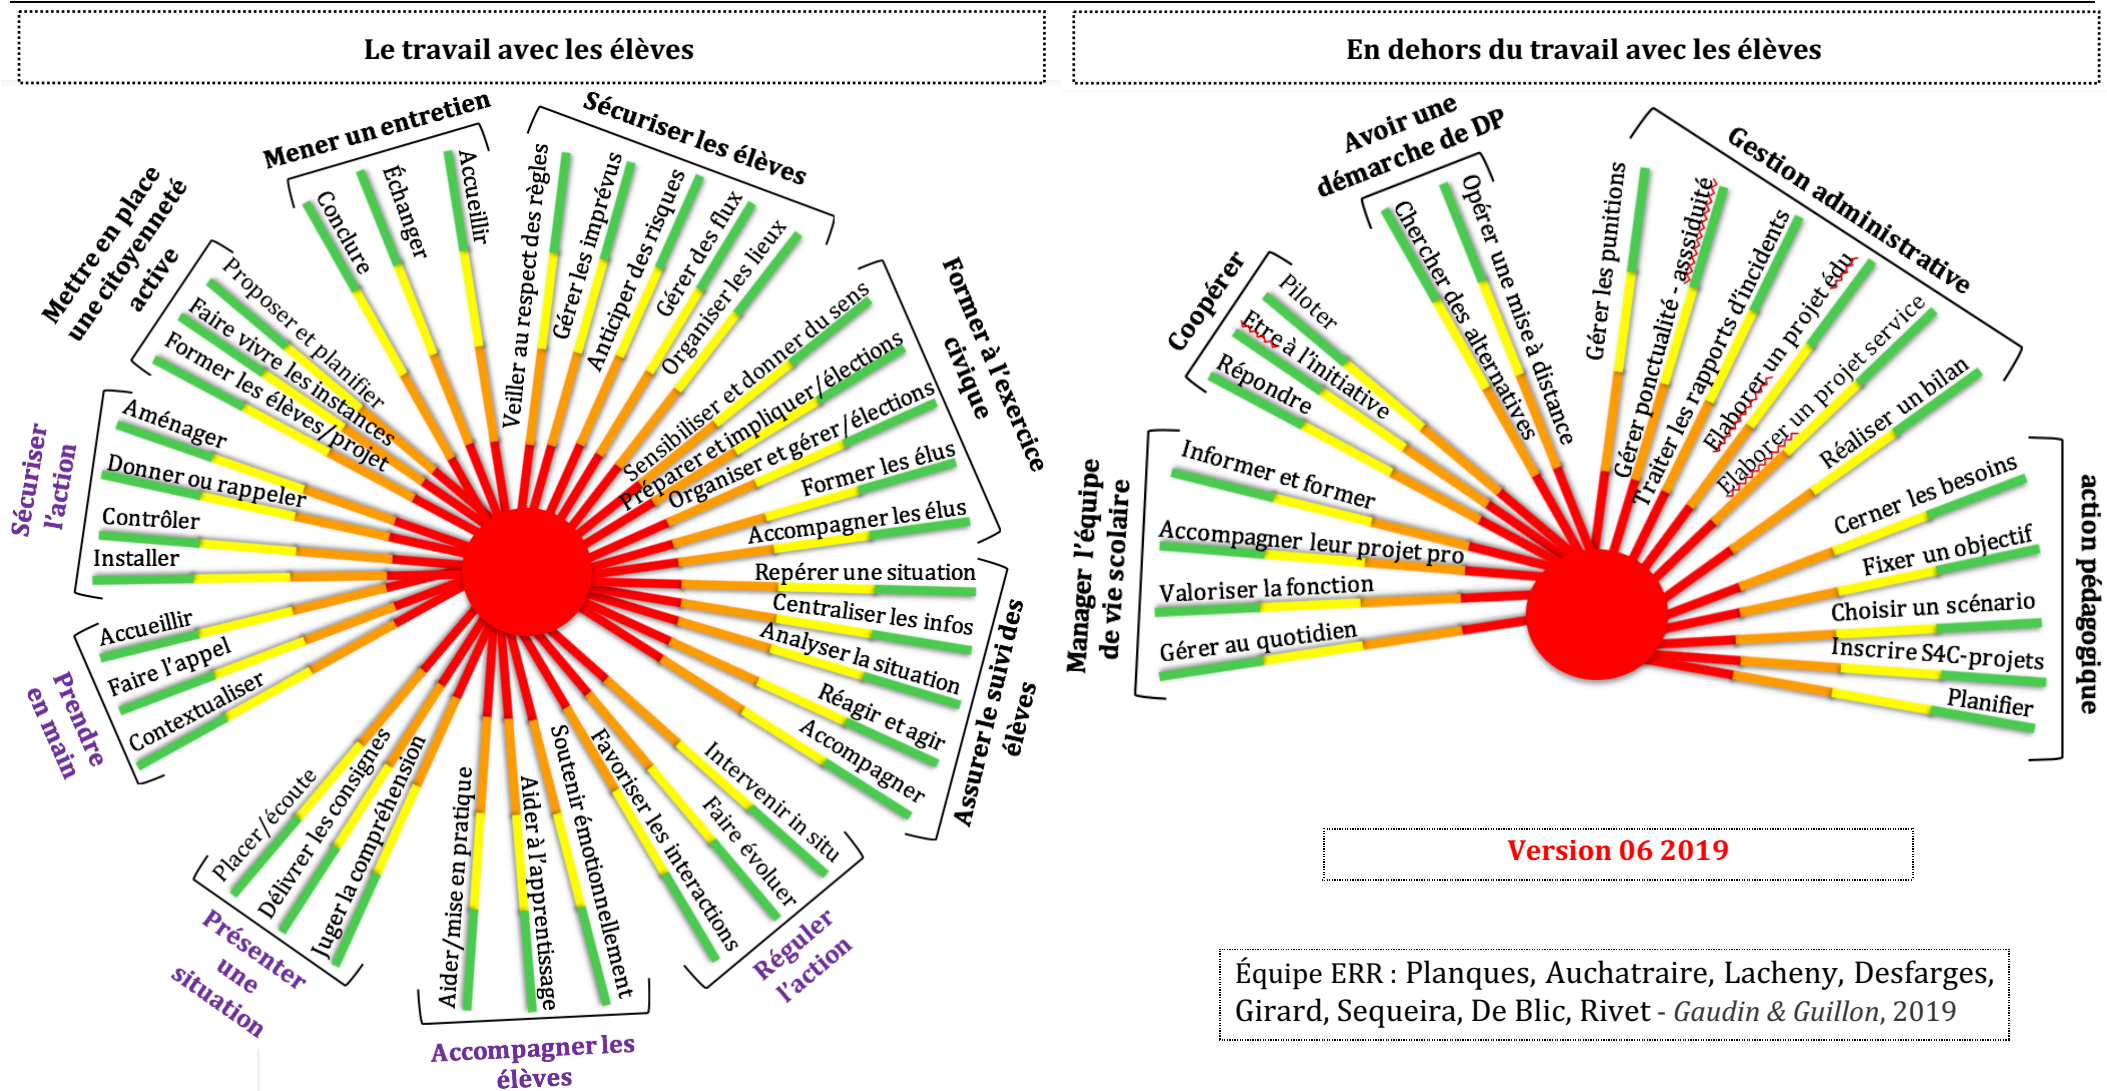 Le travail avec les élèves
En dehors du travail avec les élèves
Mener un entretien
Conclure
Échanger
Accueillir
Sécuriser les élèves
Veiller au respect des règles
Gérer les imprévus
Anticiper des risques
Gérer des flux
Organiser les lieux
Former à l'exercice
civique
Sensibiliser et donner du sens
Préparer et impliquer/élections
Organiser et gérer/élections
Former les élus
Accompagner les élus
Assurer le suivi des
élèves
Repérer une situation
Centraliser les infos
Analyser la situation
Réagir et agir
Accompagner
Réguler
l'action
Intervenir in situ
Faire évoluer
Favoriser les interactions
Accompagner les
élèves
Soutenir émotionnellement
Aider à l'apprentissage
Aider/mise en pratique
Présenter
une
situation
Juger la compréhension
Délivrer les consignes
Placer/écoute
Prendre
en main
Contextualiser
Faire l'appel
Accueillir
Sécuriser
l'action
Installer
Contrôler
Donner ou rappeler
Aménager
Mettre en place
une citoyenneté
active
Former les élèves/projet
Faire vivre les instances
Proposer et planifier
Manager l'équipe
de vie scolaire
Gérer au quotidien
Valoriser la fonction
Accompagner leur projet pro
Informer et former
Coopérer
Répondre
Etre à l'initiative
Piloter
Avoir une
démarche de DP
Chercher des alternatives
Opérer une mise à distance
Gestion administrative
Gérer les punitions
Gérer ponctualité - assiduité
Traiter les rapports d'incidents
Elaborer un projet édu
Elaborer un projet service
Réaliser un bilan
action pédagogique
Cerner les besoins
Fixer un objectif
Choisir un scénario
Inscrire S4C-projets
Planifier
Version 06 2019
Équipe ERR : Planques, Auchatraire, Lacheny, Desfarges,
Girard, Sequeira, De Blic, Rivet - Gaudin & Guillon, 2019